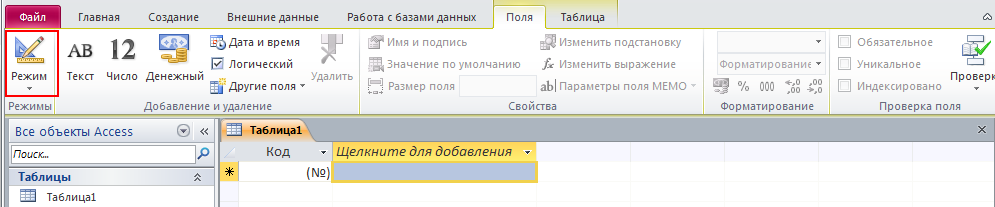 Файл Главная Создание Внешние данные Работа с базами данных Поля Таблица
Режим
АВ Текст
12 Число
Денежный
Дата и время
Логический
Другие поля
Удалить
Имя и подпись
Значение по умолчанию
Размер поля
Изменить подстановку
Изменить выражение
ab| Параметры поля MEMO
Форматирование
% 000
Обязательное
Уникальное
Индексировано
Проверк
Режимы Добавление и удаление Свойства Форматирование Проверка поля
Все объекты Access
Поиск...
Таблицы
Таблица1
Таблица1
Код Щелкните для добавления
(№)